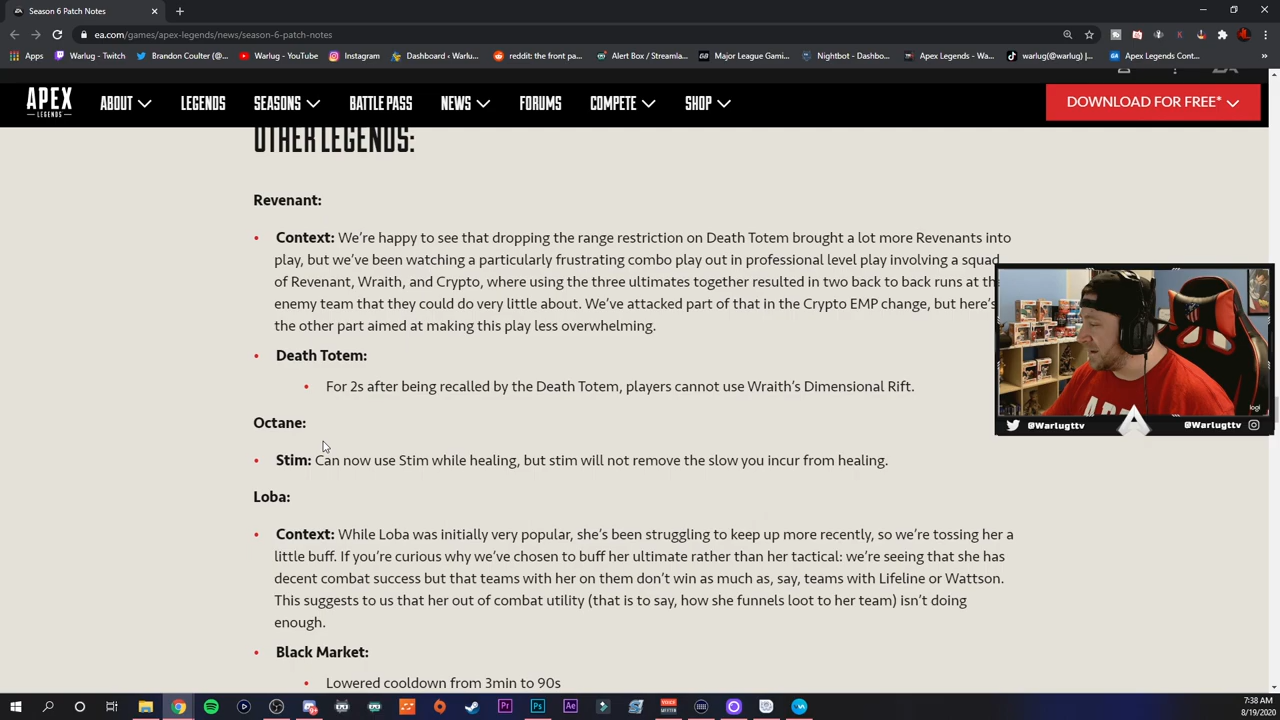 Season 6 Patch Notes
ea.com/games/apex-legends/news/season-6-patch-notes
Apps Warlug - Twitch Brandon Coulter (@... Warlug - YouTube Instagram Dashboard ‹ Warlu... reddit: the front pa... Alert Box / Streamla... Major League Gami... Nightbot - Dashbo... Apex Legends - Wa... warlug(@warlug) |... Apex Legends Cont...
APEX LEGENDS
ABOUT LEGENDS SEASONS BATTLE PASS NEWS FORUMS COMPETE SHOP
DOWNLOAD FOR FREE*
OTHER LEGENDS:
Revenant:
• Context: We're happy to see that dropping the range restriction on Death Totem brought a lot more Revenants into
play, but we've been watching a particularly frustrating combo play out in professional level play involving a squad
of Revenant, Wraith, and Crypto, where using the three ultimates together resulted in two back to back runs at the
enemy team that they could do very little about. We've attacked part of that in the Crypto EMP change, but here's
the other part aimed at making this play less overwhelming.
• Death Totem:
• For 2s after being recalled by the Death Totem, players cannot use Wraith's Dimensional Rift.
Octane:
• Stim: Can now use Stim while healing, but stim will not remove the slow you incur from healing.
Loba:
• Context: While Loba was initially very popular, she's been struggling to keep up more recently, so we're tossing her a
little buff. If you're curious why we've chosen to buff her ultimate rather than her tactical: we're seeing that she has
decent combat success but that teams with her on them don't win as much as, say, teams with Lifeline or Wattson.
This suggests to us that her out of combat utility (that is to say, how she funnels loot to her team) isn't doing
enough.
• Black Market:
• Lowered cooldown from 3min to 90s
logi
@Warlugttv @Warlugttv
7:38 AM
8/19/2020